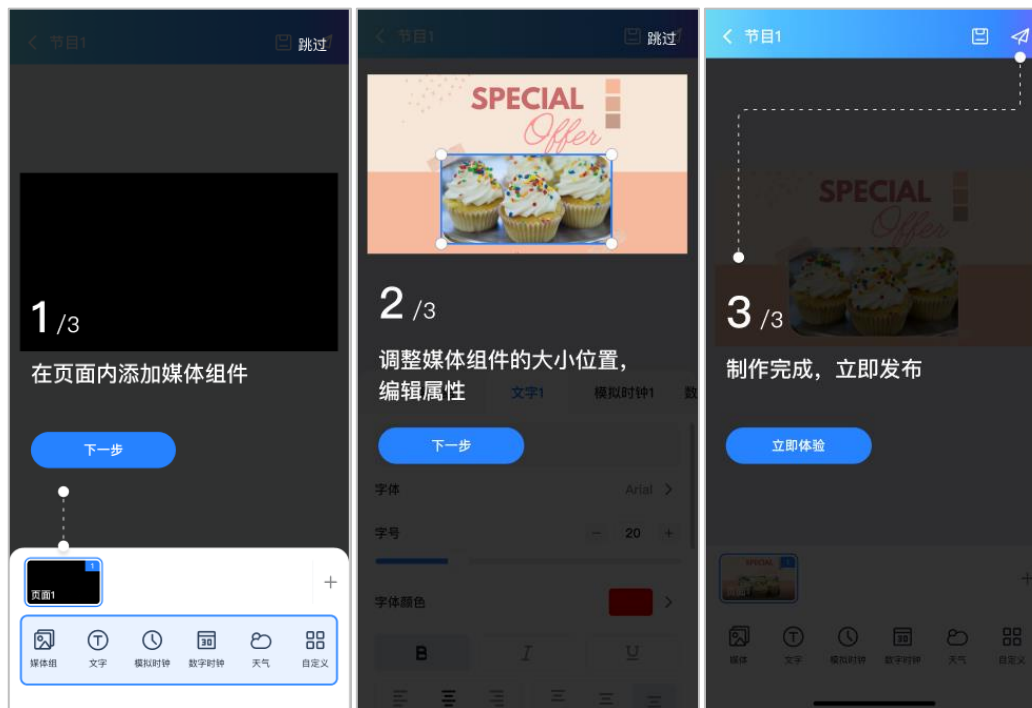 节目1
跳过
1/3
在页面内添加媒体组件
下一步
1
页面1
媒体组
文字
模拟时钟
30
数字时钟
天气
自定义
节目1
跳过
SPECIAL
Offer
2/3
调整媒体组件的大小位置,
编辑属性
文字1
模拟时钟1
数
下一步
字体
Arial
字号
20
字体颜色
B
I
U
节目1
SPECIAL
Offer
3/3
制作完成，立即发布
立即体验
SPECIAL
1
页面1
媒体
文字
模拟时钟
30
数字时钟
天气
自定义